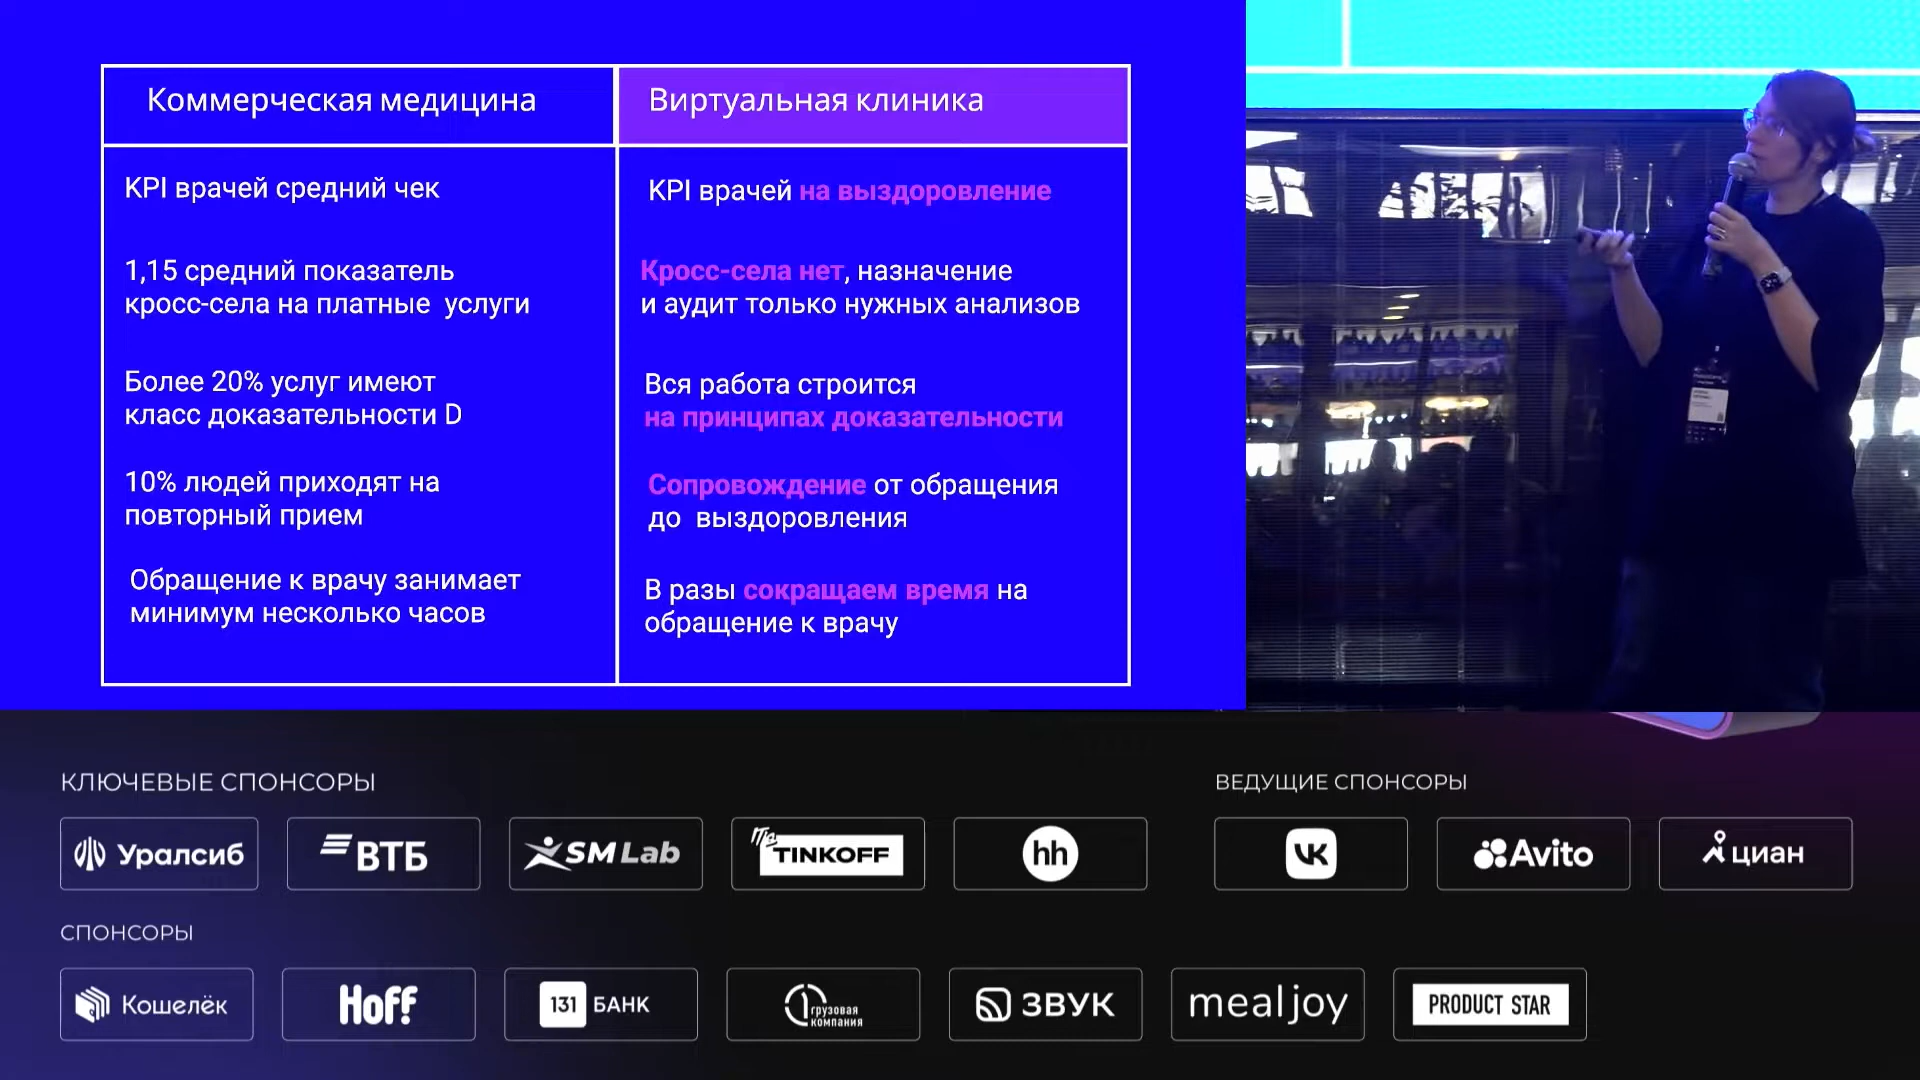 Коммерческая медицина
Виртуальная клиника
KPI врачей средний чек
KPI врачей на выздоровление
1,15 средний показатель
кросс-села на платные услуги
Кросс-села нет, назначение
и аудит только нужных анализов
Более 20% услуг имеют
класс доказательности D
Вся работа строится
на принципах доказательности
10% людей приходят на
повторный прием
Сопровождение от обращения
до выздоровления
Обращение к врачу занимает
минимум несколько часов
В разы сокращаем время на
обращение к врачу
КЛЮЧЕВЫЕ СПОНСОРЫ
ВЕДУЩИЕ СПОНСОРЫ
Уралсиб
ВТБ
SM Lab
TINKOFF
hh
VK
Avito
циан
СПОНСОРЫ
Кошелёк
Hoff
131 БАНК
грузовая
компания
ЗВУК
mealjoy
PRODUCT STAR